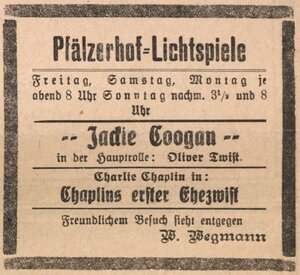 Pfälzerhof=Lichtspiele
Freitag, Samstag, Montag je
abend 8 Uhr Sonntag nachm. 3½ und 8
Uhr
-- Jackie Coogan --
in der Hauptrolle: Oliver Twist.
Charlie Chaplin in:
Chaplins erster Ehezwist
Freundlichem Besuch sieht entgegen
W. Wegmann